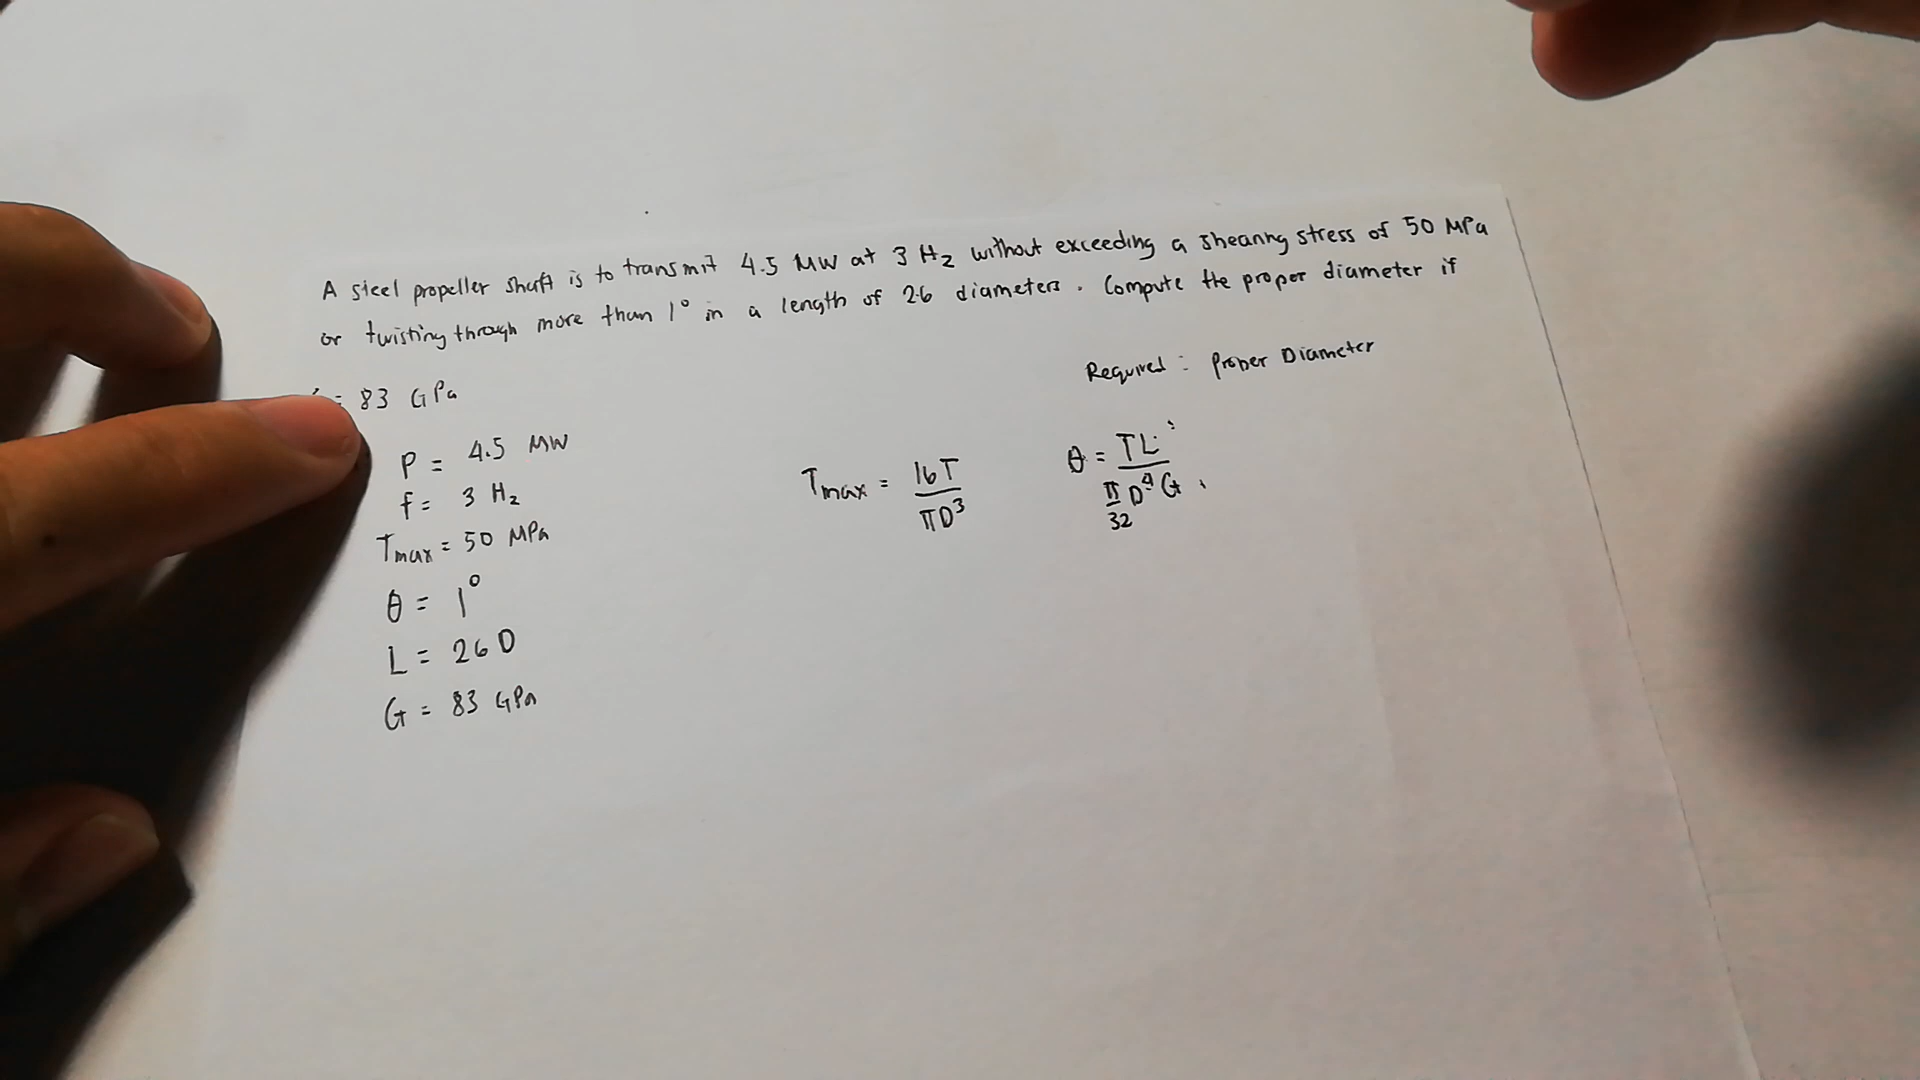 A steel propeller shaft is to transmit 4.5 MW at 3 Hz without exceeding a shearing stress of 50 MPa
or twisting through more than 1° in a length of 26 diameters. Compute the proper diameter if
= 83 GPa
Required: Proper Diameter
P = 4.5 MW
f = 3 Hz
τmax = 50 MPa
θ = 1°
L = 26 D
G = 83 GPa
τmax = 16T / πD³
θ = TL / π/32 D⁴ G